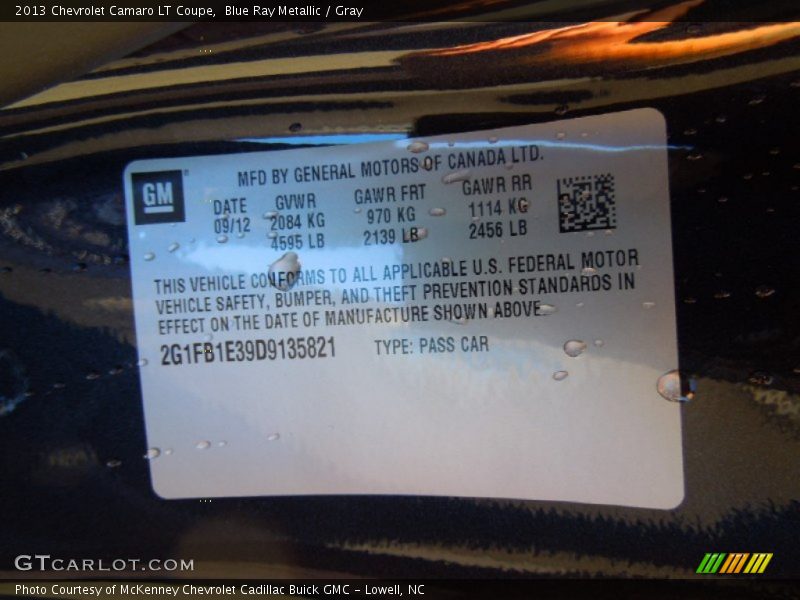 2013 Chevrolet Camaro LT Coupe,  Blue Ray Metallic / Gray
MFD BY GENERAL MOTORS OF CANADA LTD.
GM
DATE GVWR GAWR FRT GAWR RR
09/12 2084 KG 970 KG 1114 KG
4595 LB 2139 LB 2456 LB
THIS VEHICLE CONFORMS TO ALL APPLICABLE U.S. FEDERAL MOTOR
VEHICLE SAFETY, BUMPER, AND THEFT PREVENTION STANDARDS IN
EFFECT ON THE DATE OF MANUFACTURE SHOWN ABOVE
2G1FB1E39D9135821 TYPE: PASS CAR
GTCARLOT.COM
Photo Courtesy of McKenney Chevrolet Cadillac Buick GMC - Lowell, NC